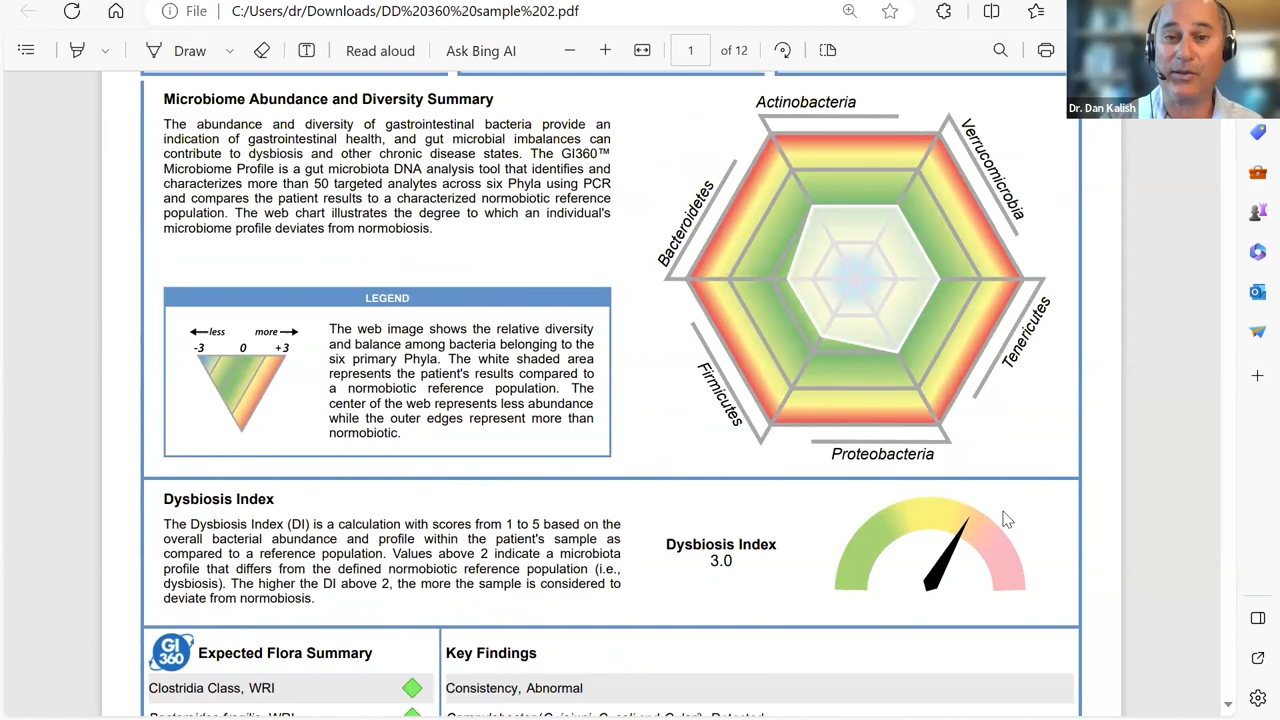 File
C:/Users/dr/Downloads/DD%20360%20sample%202.pdf
Draw
Read aloud
Ask Bing AI
1
of 12
Dr. Dan Kalish
Microbiome Abundance and Diversity Summary
The abundance and diversity of gastrointestinal bacteria provide an
indication of gastrointestinal health, and gut microbial imbalances can
contribute to dysbiosis and other chronic disease states. The GI360™
Microbiome Profile is a gut microbiota DNA analysis tool that identifies and
characterizes more than 50 targeted analytes across six Phyla using PCR
and compares the patient results to a characterized normobiotic reference
population. The web chart illustrates the degree to which an individual's
microbiome profile deviates from normobiosis.
LEGEND
less
more
-3
0
+3
The web image shows the relative diversity
and balance among bacteria belonging to the
six primary Phyla. The white shaded area
represents the patient's results compared to
a normobiotic reference population. The
center of the web represents less abundance
while the outer edges represent more than
normobiotic.
Actinobacteria
Verrucomicrobia
Bacteroidetes
Tenericutes
Firmicutes
Proteobacteria
Dysbiosis Index
The Dysbiosis Index (DI) is a calculation with scores from 1 to 5 based on the
overall bacterial abundance and profile within the patient's sample as
compared to a reference population. Values above 2 indicate a microbiota
profile that differs from the defined normobiotic reference population (i.e.,
dysbiosis). The higher the DI above 2, the more the sample is considered to
deviate from normobiosis.
Dysbiosis Index
3.0
GI
360
Expected Flora Summary
Key Findings
Clostridia Class, WRI
Consistency, Abnormal